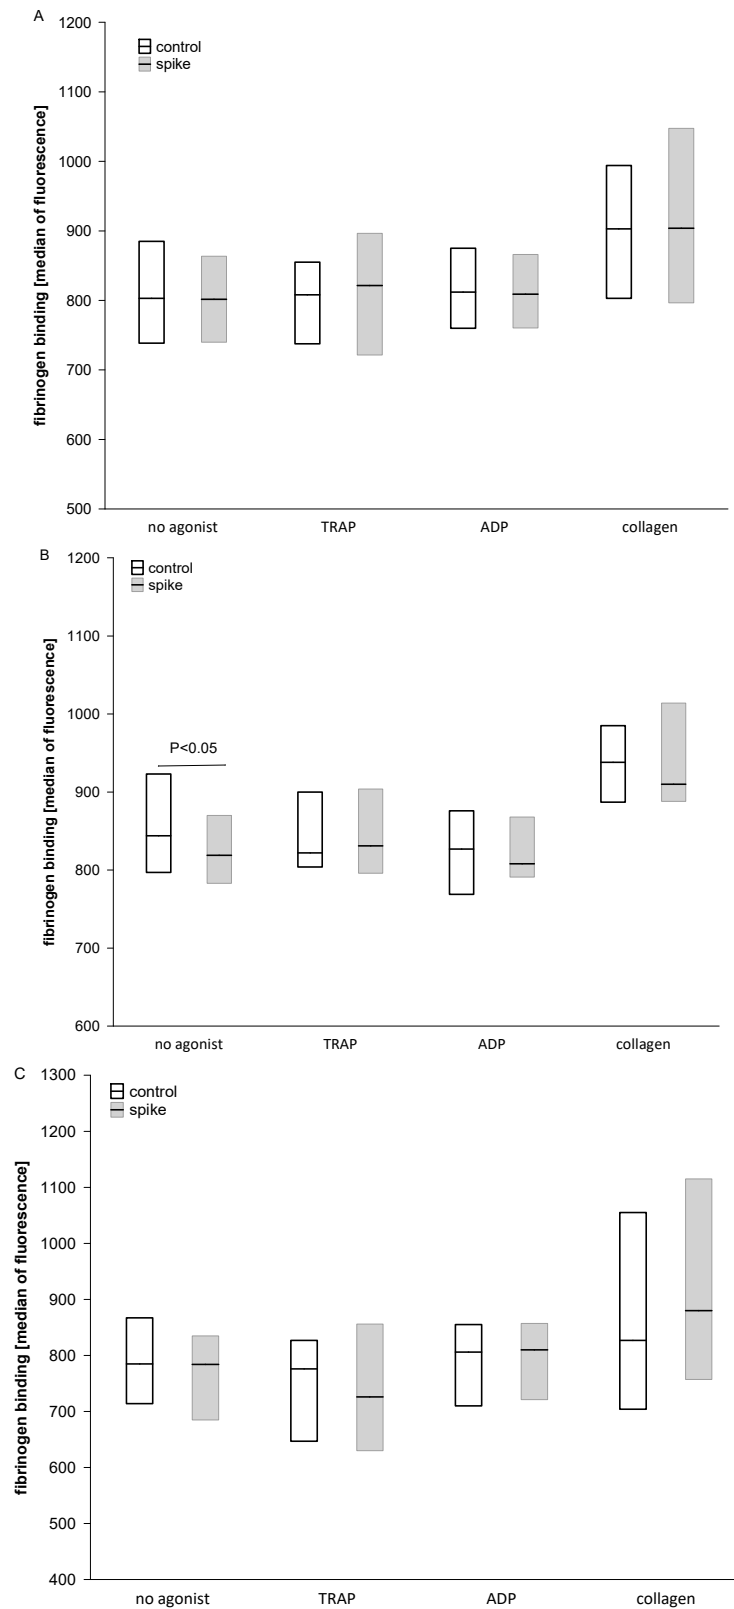 A
control
spike
fibrinogen binding [median of fluorescence]
1200
1100
1000
900
800
700
600
500
no agonist TRAP ADP collagen
B
control
spike
P<0.05
fibrinogen binding [median of fluorescence]
1200
1100
1000
900
800
700
600
no agonist TRAP ADP collagen
C
control
spike
fibrinogen binding [median of fluorescence]
1300
1200
1100
1000
900
800
700
600
500
400
no agonist TRAP ADP collagen